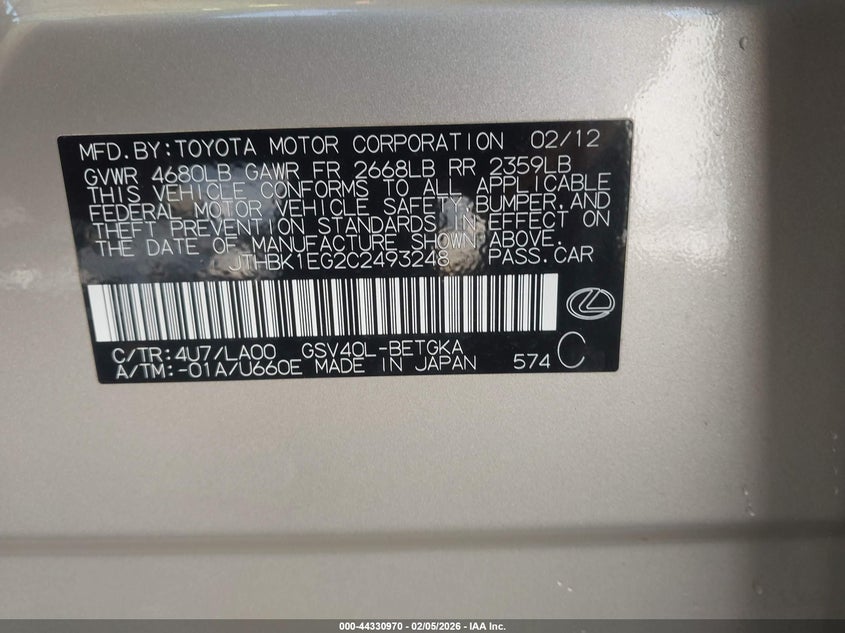 MFD.BY:TOYOTA MOTOR CORPORATION 02/12
GVWR 4680LB GAWR FR 2668LB RR 2359LB
THIS VEHICLE CONFORMS TO ALL APPLICABLE
FEDERAL MOTOR VEHICLE SAFETY, BUMPER, AND
THEFT PREVENTION STANDARDS IN EFFECT ON
THE DATE OF MANUFACTURE SHOWN ABOVE.
JTHBK1EG2C2493248 PASS.CAR
C/TR:4U7/LA00 GSV40L-BETGKA
A/TM:-01A/U660E MADE IN JAPAN 574 C
000-44330970 | 02/05/2026 - IAA Inc.